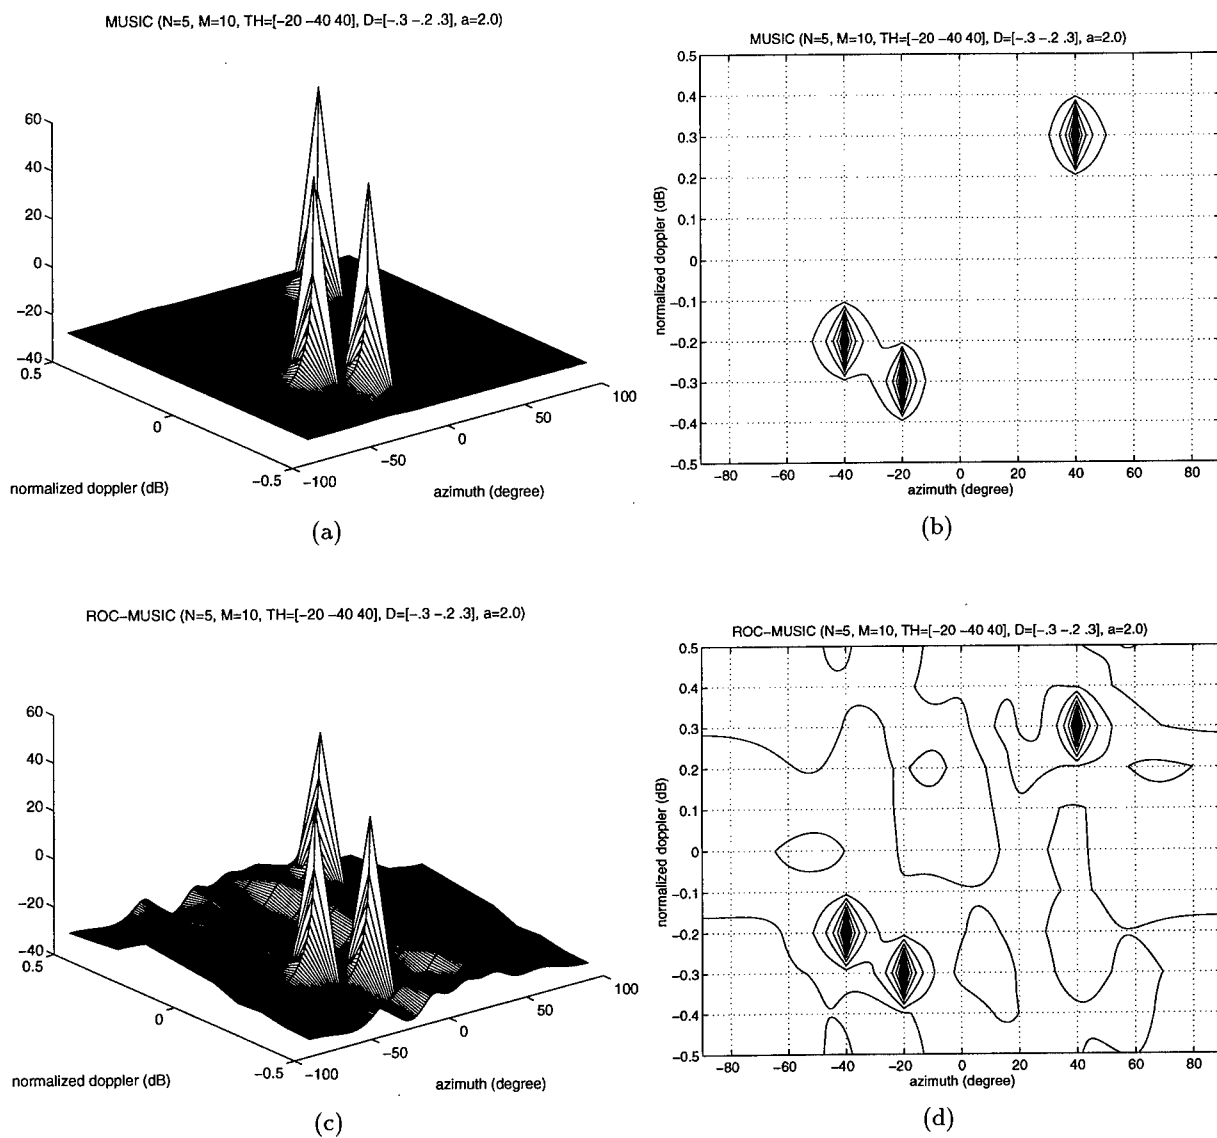 MUSIC (N=5, M=10, TH=[-20 -40 40], D=[-.3 -.2 .3], a=2.0)
60
40
20
0
-20
-40
0.5
0
-0.5
-100
-50
0
50
100
normalized doppler (dB)
azimuth (degree)
(a)
MUSIC (N=5, M=10, TH=[-20 -40 40], D=[-.3 -.2 .3], a=2.0)
0.5
0.4
0.3
0.2
0.1
0
-0.1
-0.2
-0.3
-0.4
-0.5
normalized doppler (dB)
-80 -60 -40 -20 0 20 40 60 80
azimuth (degree)
(b)
ROC-MUSIC (N=5, M=10, TH=[-20 -40 40], D=[-.3 -.2 .3], a=2.0)
60
40
20
0
-20
-40
0.5
0
-0.5
-100
-50
0
50
100
normalized doppler (dB)
azimuth (degree)
(c)
ROC-MUSIC (N=5, M=10, TH=[-20 -40 40], D=[-.3 -.2 .3], a=2.0)
0.5
0.4
0.3
0.2
0.1
0
-0.1
-0.2
-0.3
-0.4
-0.5
normalized doppler (dB)
-80 -60 -40 -20 0 20 40 60 80
azimuth (degree)
(d)